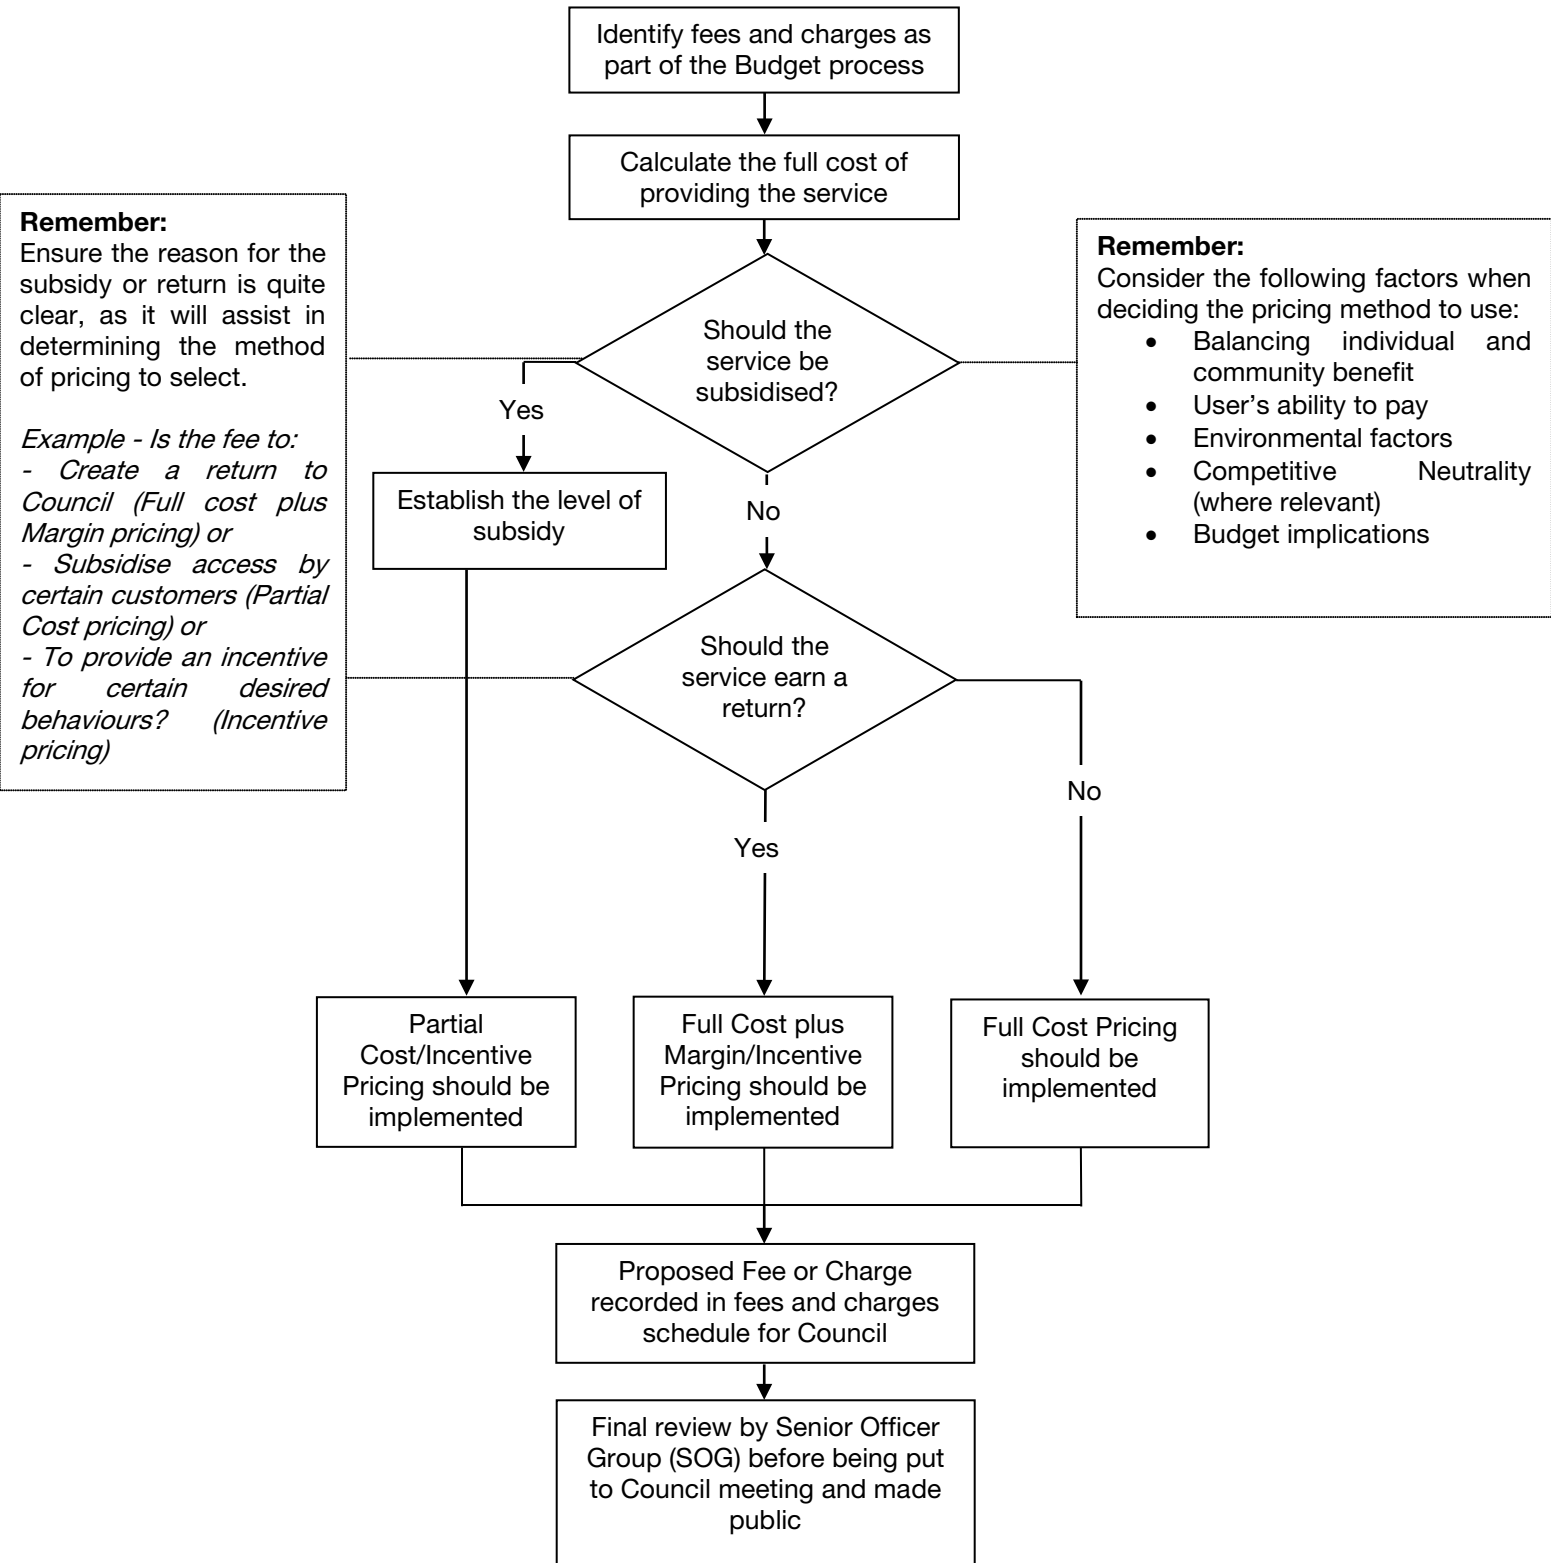 Identify fees and charges as
part of the Budget process
Calculate the full cost of
providing the service
Remember:
Ensure the reason for the
subsidy or return is quite
clear, as it will assist in
determining the method
of pricing to select.
Example - Is the fee to:
- Create a return to
Council (Full cost plus
Margin pricing) or
- Subsidise access by
certain customers (Partial
Cost pricing) or
- To provide an incentive
for certain desired
behaviours? (Incentive
pricing)
Should the
service be
subsidised?
Remember:
Consider the following factors when
deciding the pricing method to use:
• Balancing individual and
community benefit
• User's ability to pay
• Environmental factors
• Competitive Neutrality
(where relevant)
• Budget implications
Yes
Establish the level of
subsidy
No
Should the
service earn a
return?
No
Yes
Partial
Cost/Incentive
Pricing should be
implemented
Full Cost plus
Margin/Incentive
Pricing should be
implemented
Full Cost Pricing
should be
implemented
Proposed Fee or Charge
recorded in fees and charges
schedule for Council
Final review by Senior Officer
Group (SOG) before being put
to Council meeting and made
public